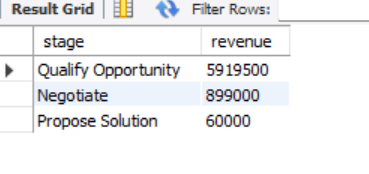 Result Grid Filter Rows:
stage revenue
Qualify Opportunity 5919500
Negotiate 899000
Propose Solution 60000